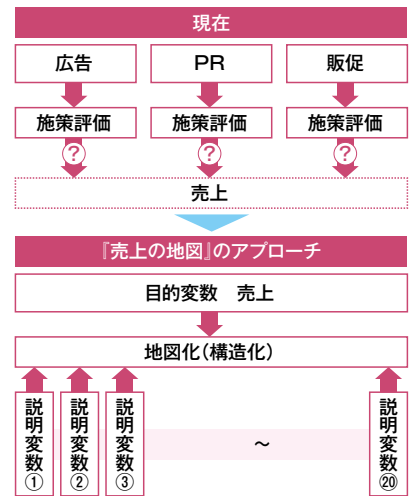 現在
広告
PR
販促
施策評価
施策評価
施策評価
?
?
?
売上
『売上の地図』のアプローチ
目的変数　売上
地図化(構造化)
説明変数①
説明変数②
説明変数③
～
説明変数⑳